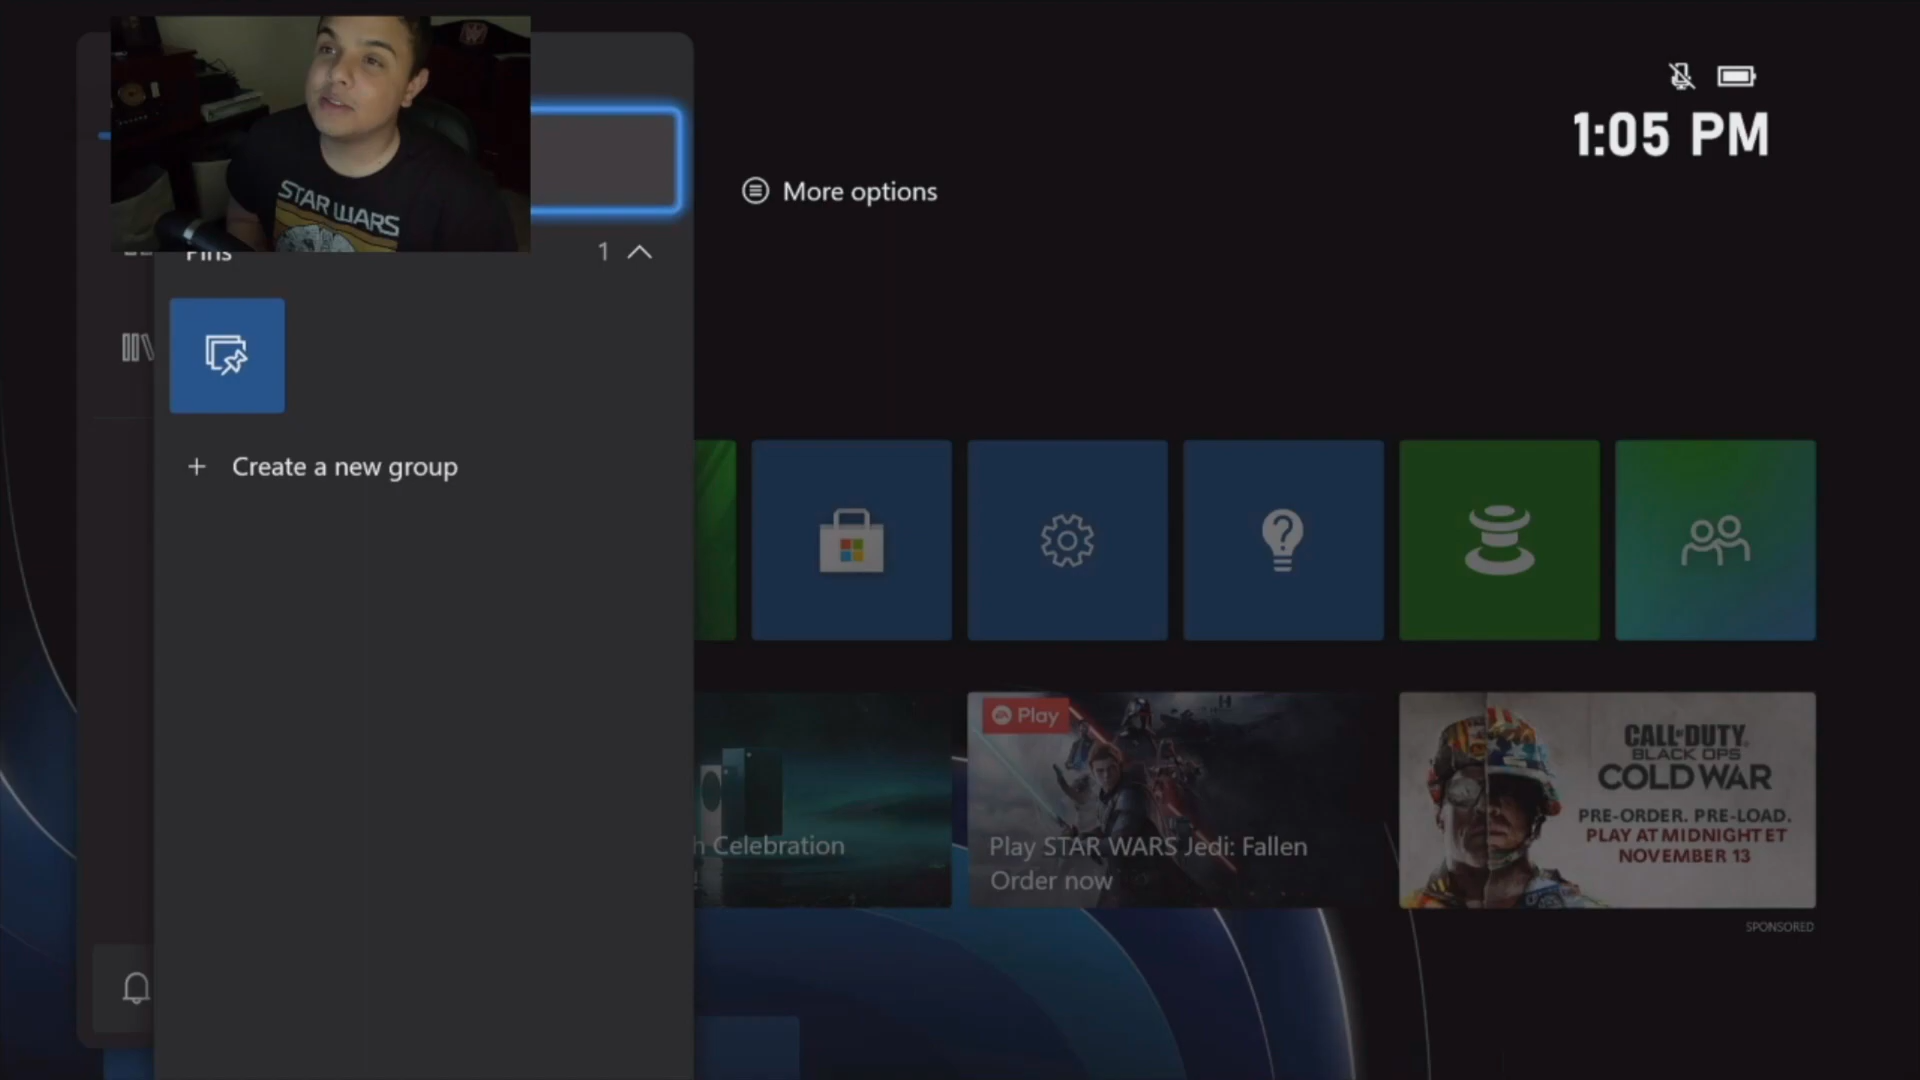 STAR WARS
1:05 PM
More options
Pins
1
+ Create a new group
h Celebration
Play
Play STAR WARS Jedi: Fallen
Order now
CALL OF DUTY
BLACK OPS
COLD WAR
PRE-ORDER. PRE-LOAD.
PLAY AT MIDNIGHT ET
NOVEMBER 13
SPONSORED